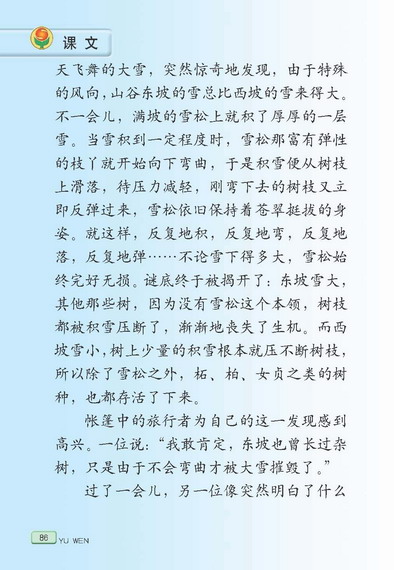 课文
天飞舞的大雪，突然惊奇地发现，由于特殊
的风向，山谷东坡的雪总比西坡的雪来得大。
不一会儿，满坡的雪松上就积了厚厚的一层
雪。当雪积到一定程度时，雪松那富有弹性
的枝丫就开始向下弯曲，于是积雪便从树枝
上滑落，待压力减轻，刚弯下去的树枝又立
即反弹过来，雪松依旧保持着苍翠挺拔的身
姿。就这样，反复地积，反复地弯，反复地
落，反复地弹……不论雪下得多大，雪松始
终完好无损。谜底终于被揭开了：东坡雪大，
其他那些树，因为没有雪松这个本领，树枝
都被积雪压断了，渐渐地丧失了生机。而西
坡雪小，树上少量的积雪根本就压不断树枝，
所以除了雪松之外，柘、柏、女贞之类的树
种，也都存活了下来。
帐篷中的旅行者为自己的这一发现感到
高兴。一位说：“我敢肯定，东坡也曾长过杂
树，只是由于不会弯曲才被大雪摧毁了。”
过了一会儿，另一位像突然明白了什么
86 YU WEN